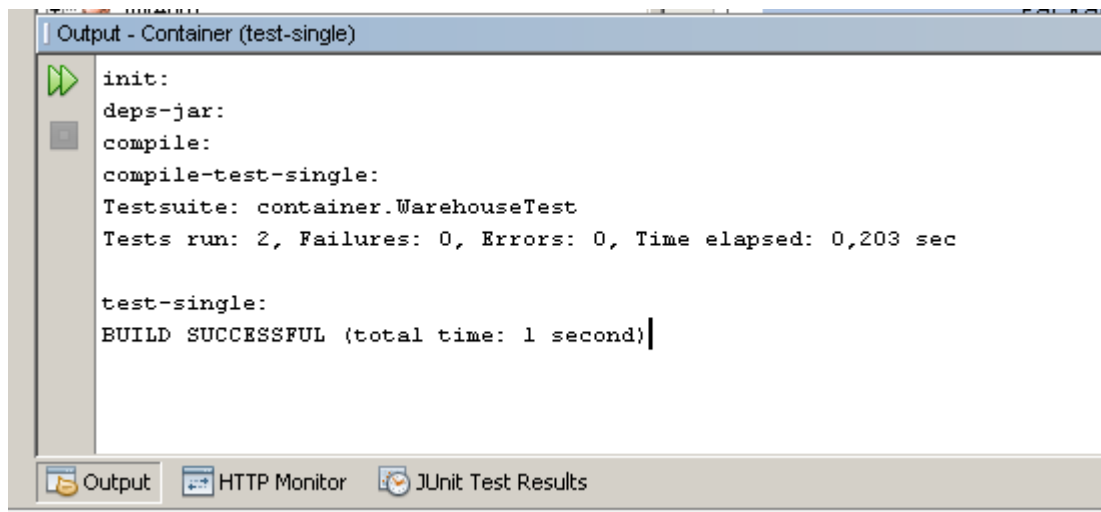 Output - Container (test-single)
init:
deps-jar:
compile:
compile-test-single:
Testsuite: container.WarehouseTest
Tests run: 2, Failures: 0, Errors: 0, Time elapsed: 0,203 sec
test-single:
BUILD SUCCESSFUL (total time: 1 second)
Output HTTP Monitor JUnit Test Results